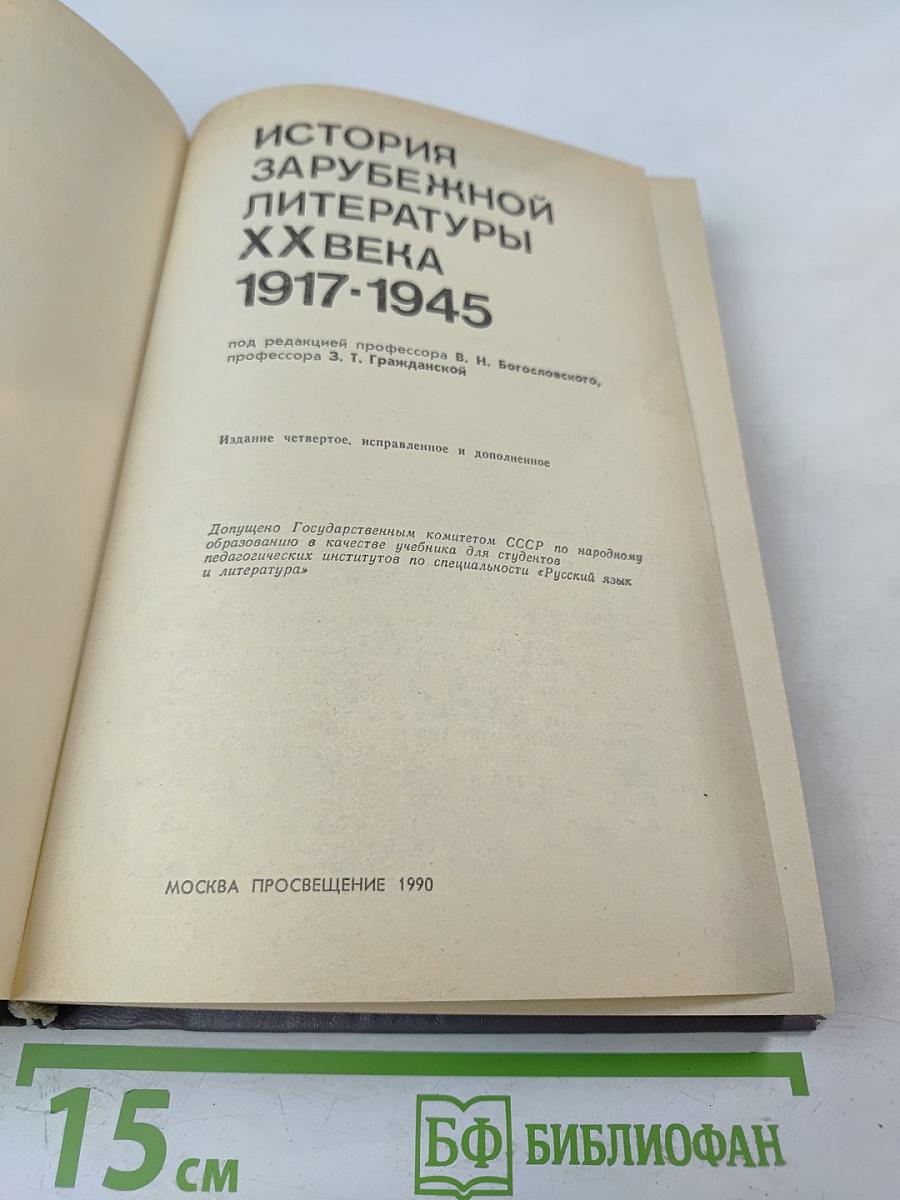 ИСТОРИЯ
ЗАРУБЕЖНОЙ
ЛИТЕРАТУРЫ
XX ВЕКА
1917·1945
под редакцией профессора В. Н. Богословского,
профессора З. Т. Гражданской
Издание четвертое, исправленное и дополненное
Допущено Государственным комитетом СССР по народному
образованию в качестве учебника для студентов
педагогических институтов по специальности «Русский язык
и литература»
МОСКВА ПРОСВЕЩЕНИЕ 1990
15 см
БФ БИБЛИОФАН